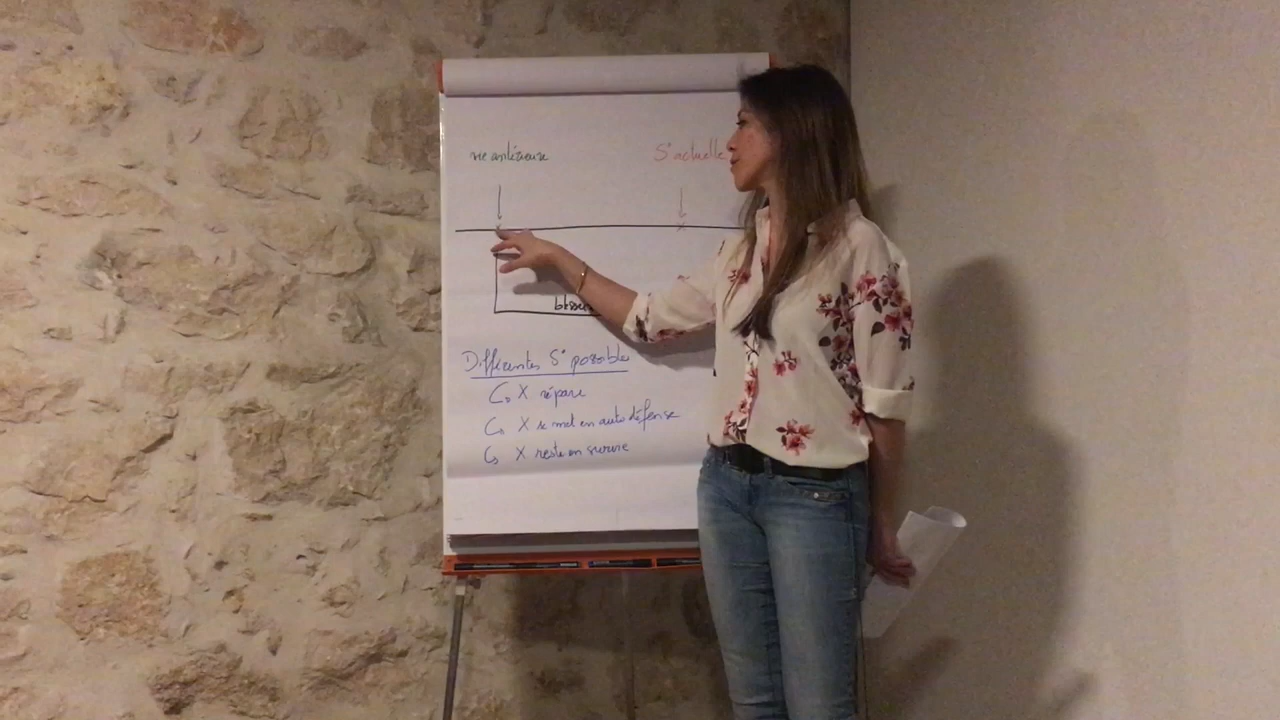 vie antérieure
S° actuelle
Différentes S° possible
X répare
X se met en auto défense
X reste en survie